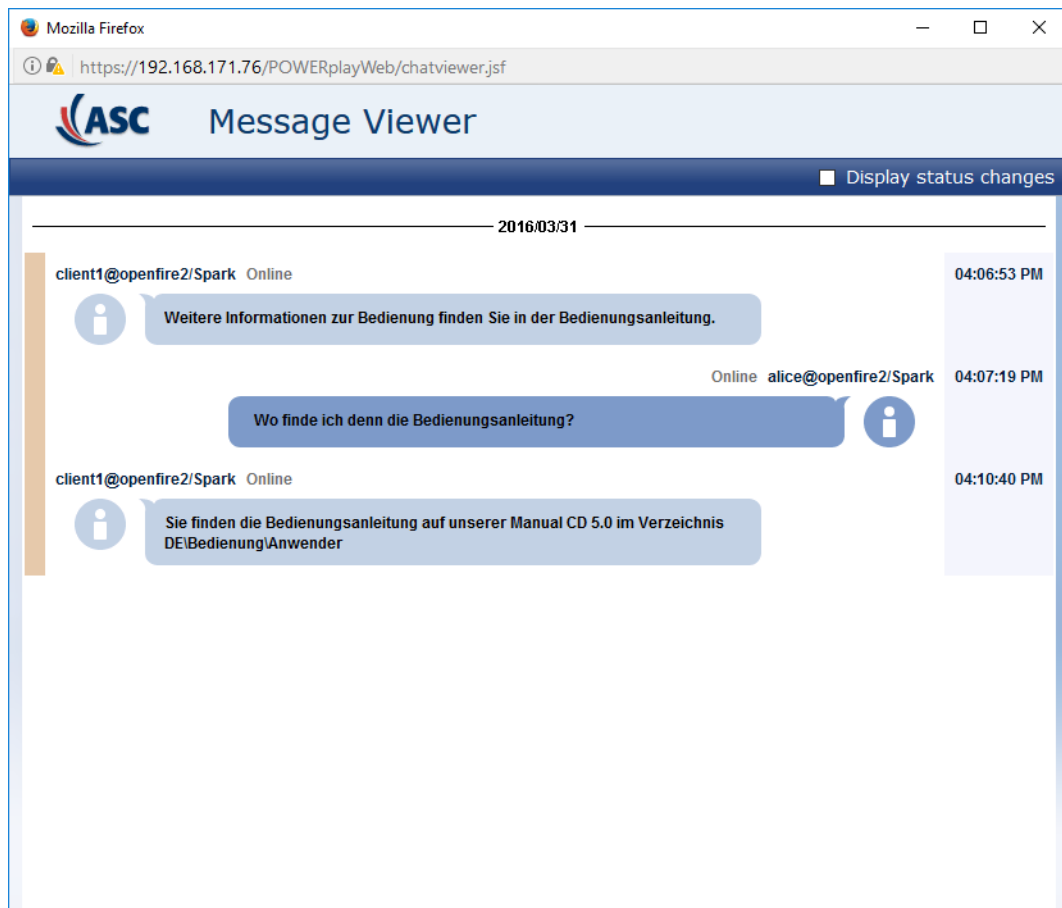 Mozilla Firefox
https://192.168.171.76/POWERplayWeb/chatviewer.jsf
ASC Message Viewer
Display status changes
2016/03/31
client1@openfire2/Spark Online 04:06:53 PM
Weitere Informationen zur Bedienung finden Sie in der Bedienungsanleitung.
Online alice@openfire2/Spark 04:07:19 PM
Wo finde ich denn die Bedienungsanleitung?
client1@openfire2/Spark Online 04:10:40 PM
Sie finden die Bedienungsanleitung auf unserer Manual CD 5.0 im Verzeichnis
DE\Bedienung\Anwender